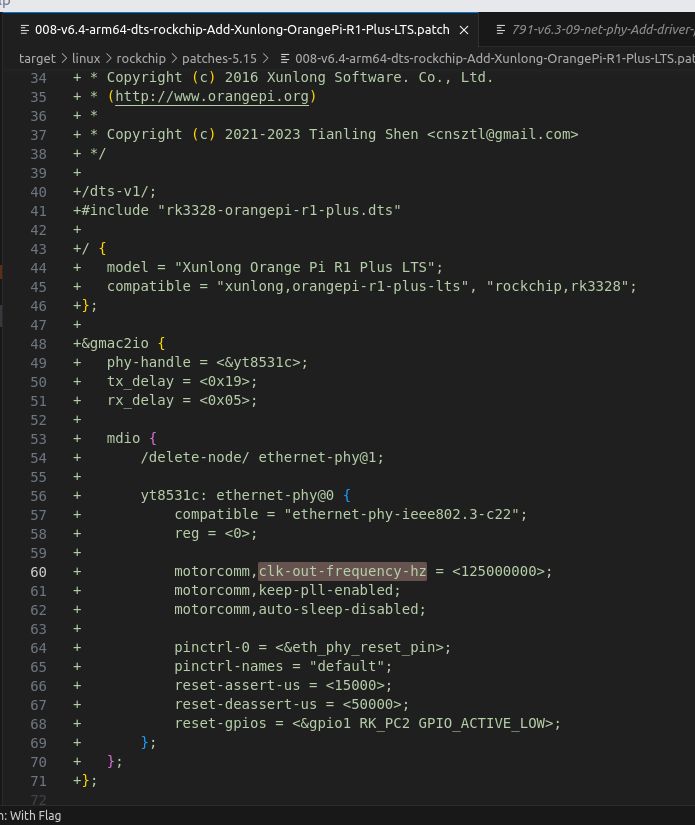 lp
008-v6.4-arm64-dts-rockchip-Add-Xunlong-OrangePi-R1-Plus-LTS.patch × 791-v6.3-09-net-phy-Add-driver-
target > linux > rockchip > patches-5.15 > 008-v6.4-arm64-dts-rockchip-Add-Xunlong-OrangePi-R1-Plus-LTS.pat
34 + * Copyright (c) 2016 Xunlong Software. Co., Ltd.
35 + * (http://www.orangepi.org)
36 + *
37 + * Copyright (c) 2021-2023 Tianling Shen <cnsztl@gmail.com>
38 + */
39 +
40 +/dts-v1/;
41 +#include "rk3328-orangepi-r1-plus.dts"
42 +
43 +/ {
44 + model = "Xunlong Orange Pi R1 Plus LTS";
45 + compatible = "xunlong,orangepi-r1-plus-lts", "rockchip,rk3328";
46 +};
47 +
48 +&gmac2io {
49 + phy-handle = <&yt8531c>;
50 + tx_delay = <0x19>;
51 + rx_delay = <0x05>;
52 +
53 + mdio {
54 + /delete-node/ ethernet-phy@1;
55 +
56 + yt8531c: ethernet-phy@0 {
57 + compatible = "ethernet-phy-ieee802.3-c22";
58 + reg = <0>;
59 +
60 + motorcomm,clk-out-frequency-hz = <125000000>;
61 + motorcomm,keep-pll-enabled;
62 + motorcomm,auto-sleep-disabled;
63 +
64 + pinctrl-0 = <&eth_phy_reset_pin>;
65 + pinctrl-names = "default";
66 + reset-assert-us = <15000>;
67 + reset-deassert-us = <50000>;
68 + reset-gpios = <&gpio1 RK_PC2 GPIO_ACTIVE_LOW>;
69 + };
70 + };
71 +};
72
n: With Flag